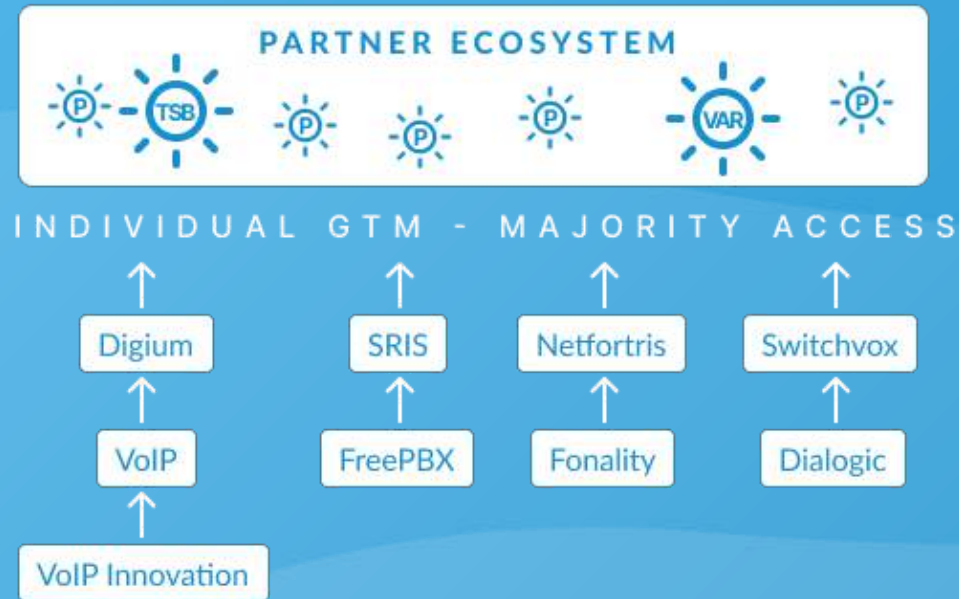 PARTNER ECOSYSTEM
P TSB P P P VAR P
INDIVIDUAL GTM - MAJORITY ACCESS
Digium SRIS Netfortris Switchvox
VoIP FreePBX Fonality Dialogic
VoIP Innovation